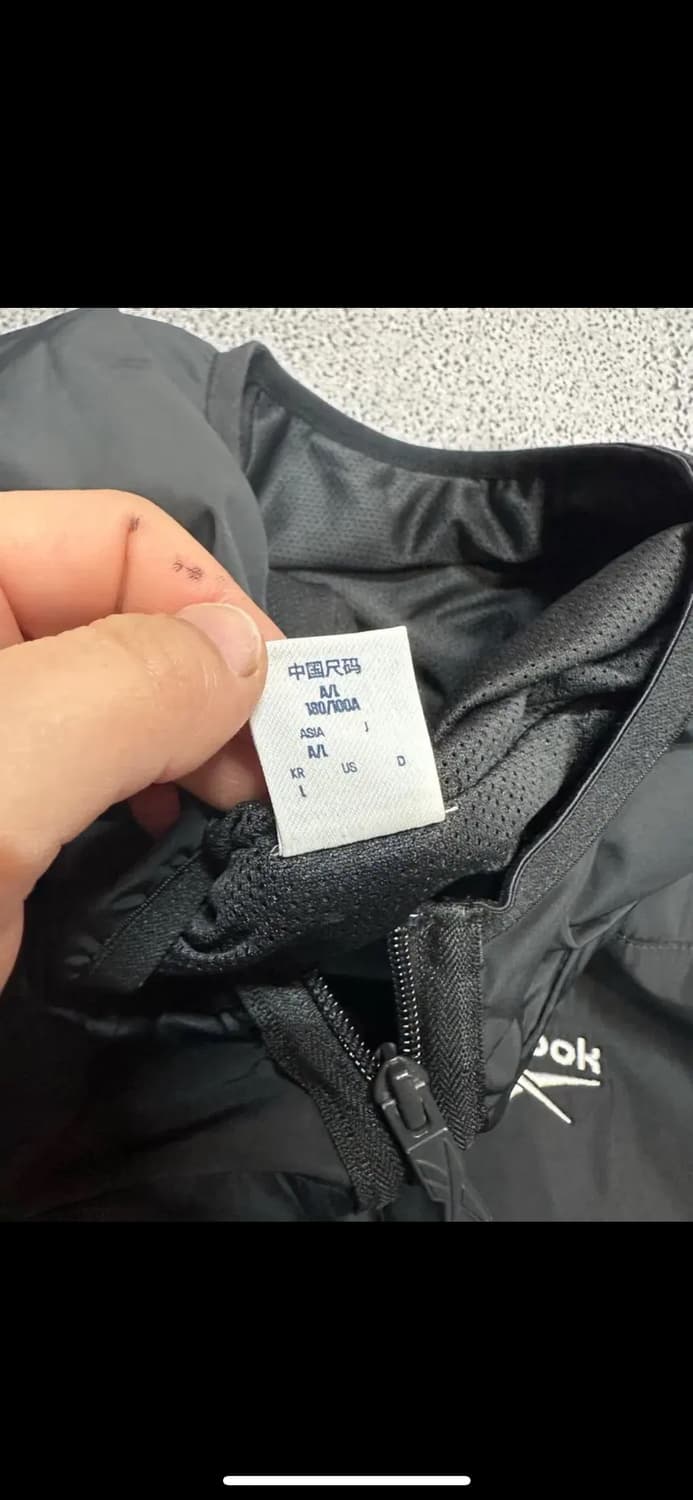 中国尺码
A/L
180/100A
ASIA J
A/L
KR US D
L
ook